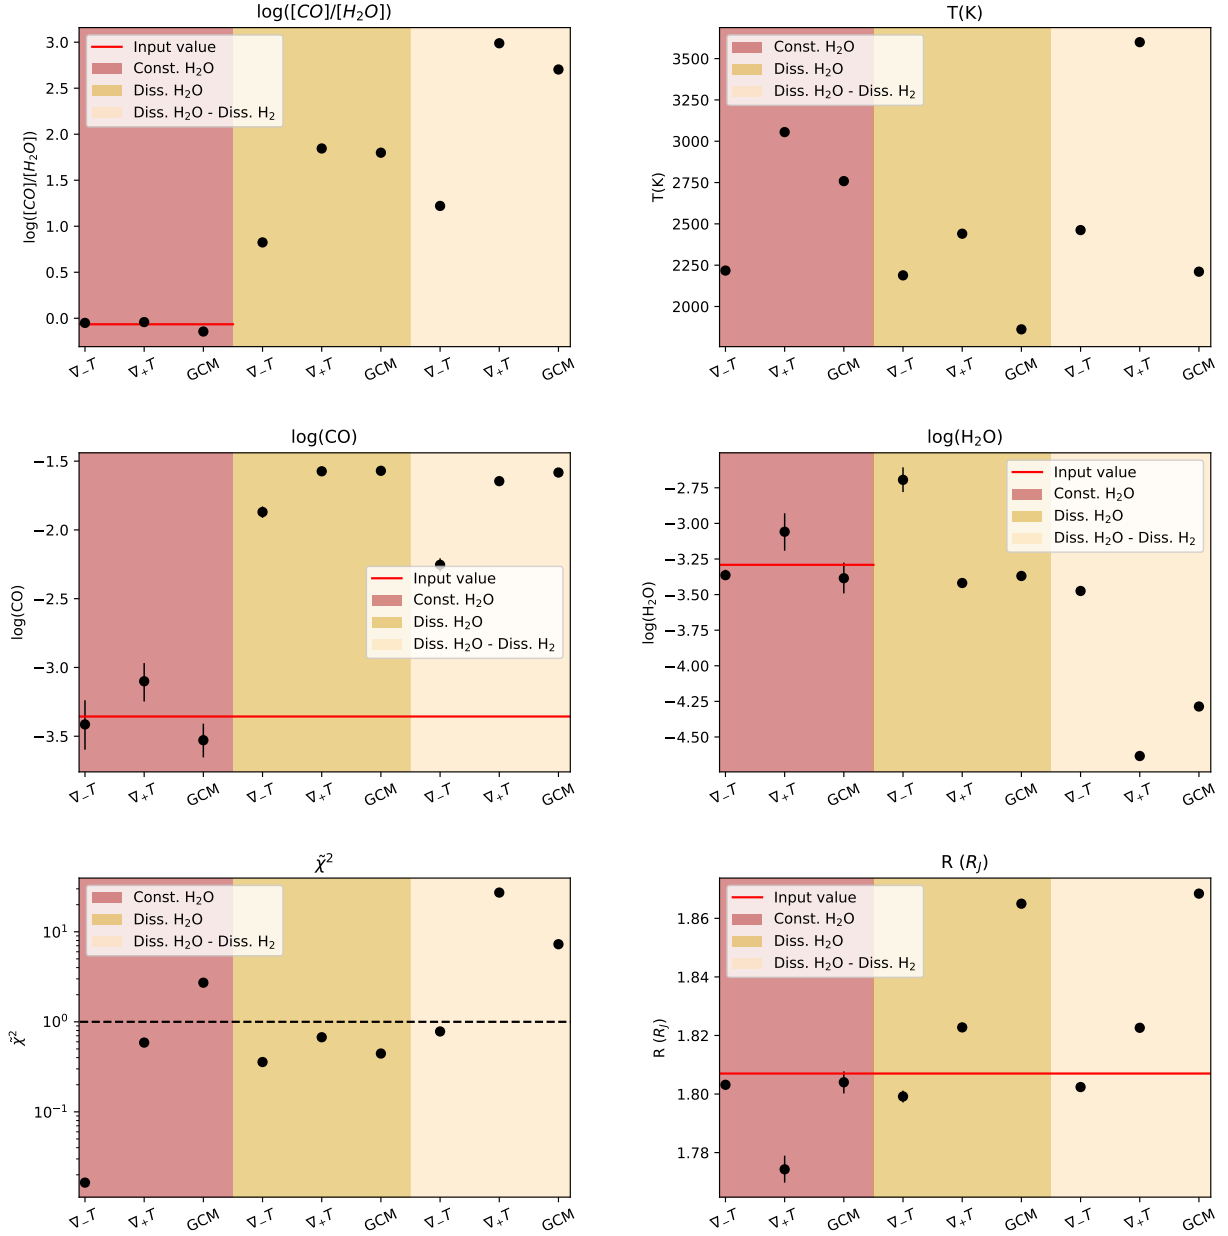 log([CO]/[H₂O])
log([CO]/[H₂O])
3.0
2.5
2.0
1.5
1.0
0.5
0.0
Input value
Const. H₂O
Diss. H₂O
Diss. H₂O - Diss. H₂
∇₋T
∇₊T
GCM
∇₋T
∇₊T
GCM
∇₋T
∇₊T
GCM
T(K)
T(K)
3500
3250
3000
2750
2500
2250
2000
Const. H₂O
Diss. H₂O
Diss. H₂O - Diss. H₂
∇₋T
∇₊T
GCM
∇₋T
∇₊T
GCM
∇₋T
∇₊T
GCM
log(CO)
log(CO)
−1.5
−2.0
−2.5
−3.0
−3.5
Input value
Const. H₂O
Diss. H₂O
Diss. H₂O - Diss. H₂
∇₋T
∇₊T
GCM
∇₋T
∇₊T
GCM
∇₋T
∇₊T
GCM
log(H₂O)
log(H₂O)
−2.75
−3.00
−3.25
−3.50
−3.75
−4.00
−4.25
−4.50
Input value
Const. H₂O
Diss. H₂O
Diss. H₂O - Diss. H₂
∇₋T
∇₊T
GCM
∇₋T
∇₊T
GCM
∇₋T
∇₊T
GCM
χ̃²
χ̃²
10¹
10⁰
10⁻¹
Const. H₂O
Diss. H₂O
Diss. H₂O - Diss. H₂
∇₋T
∇₊T
GCM
∇₋T
∇₊T
GCM
∇₋T
∇₊T
GCM
R (R_J)
R (R_J)
1.86
1.84
1.82
1.80
1.78
Input value
Const. H₂O
Diss. H₂O
Diss. H₂O - Diss. H₂
∇₋T
∇₊T
GCM
∇₋T
∇₊T
GCM
∇₋T
∇₊T
GCM